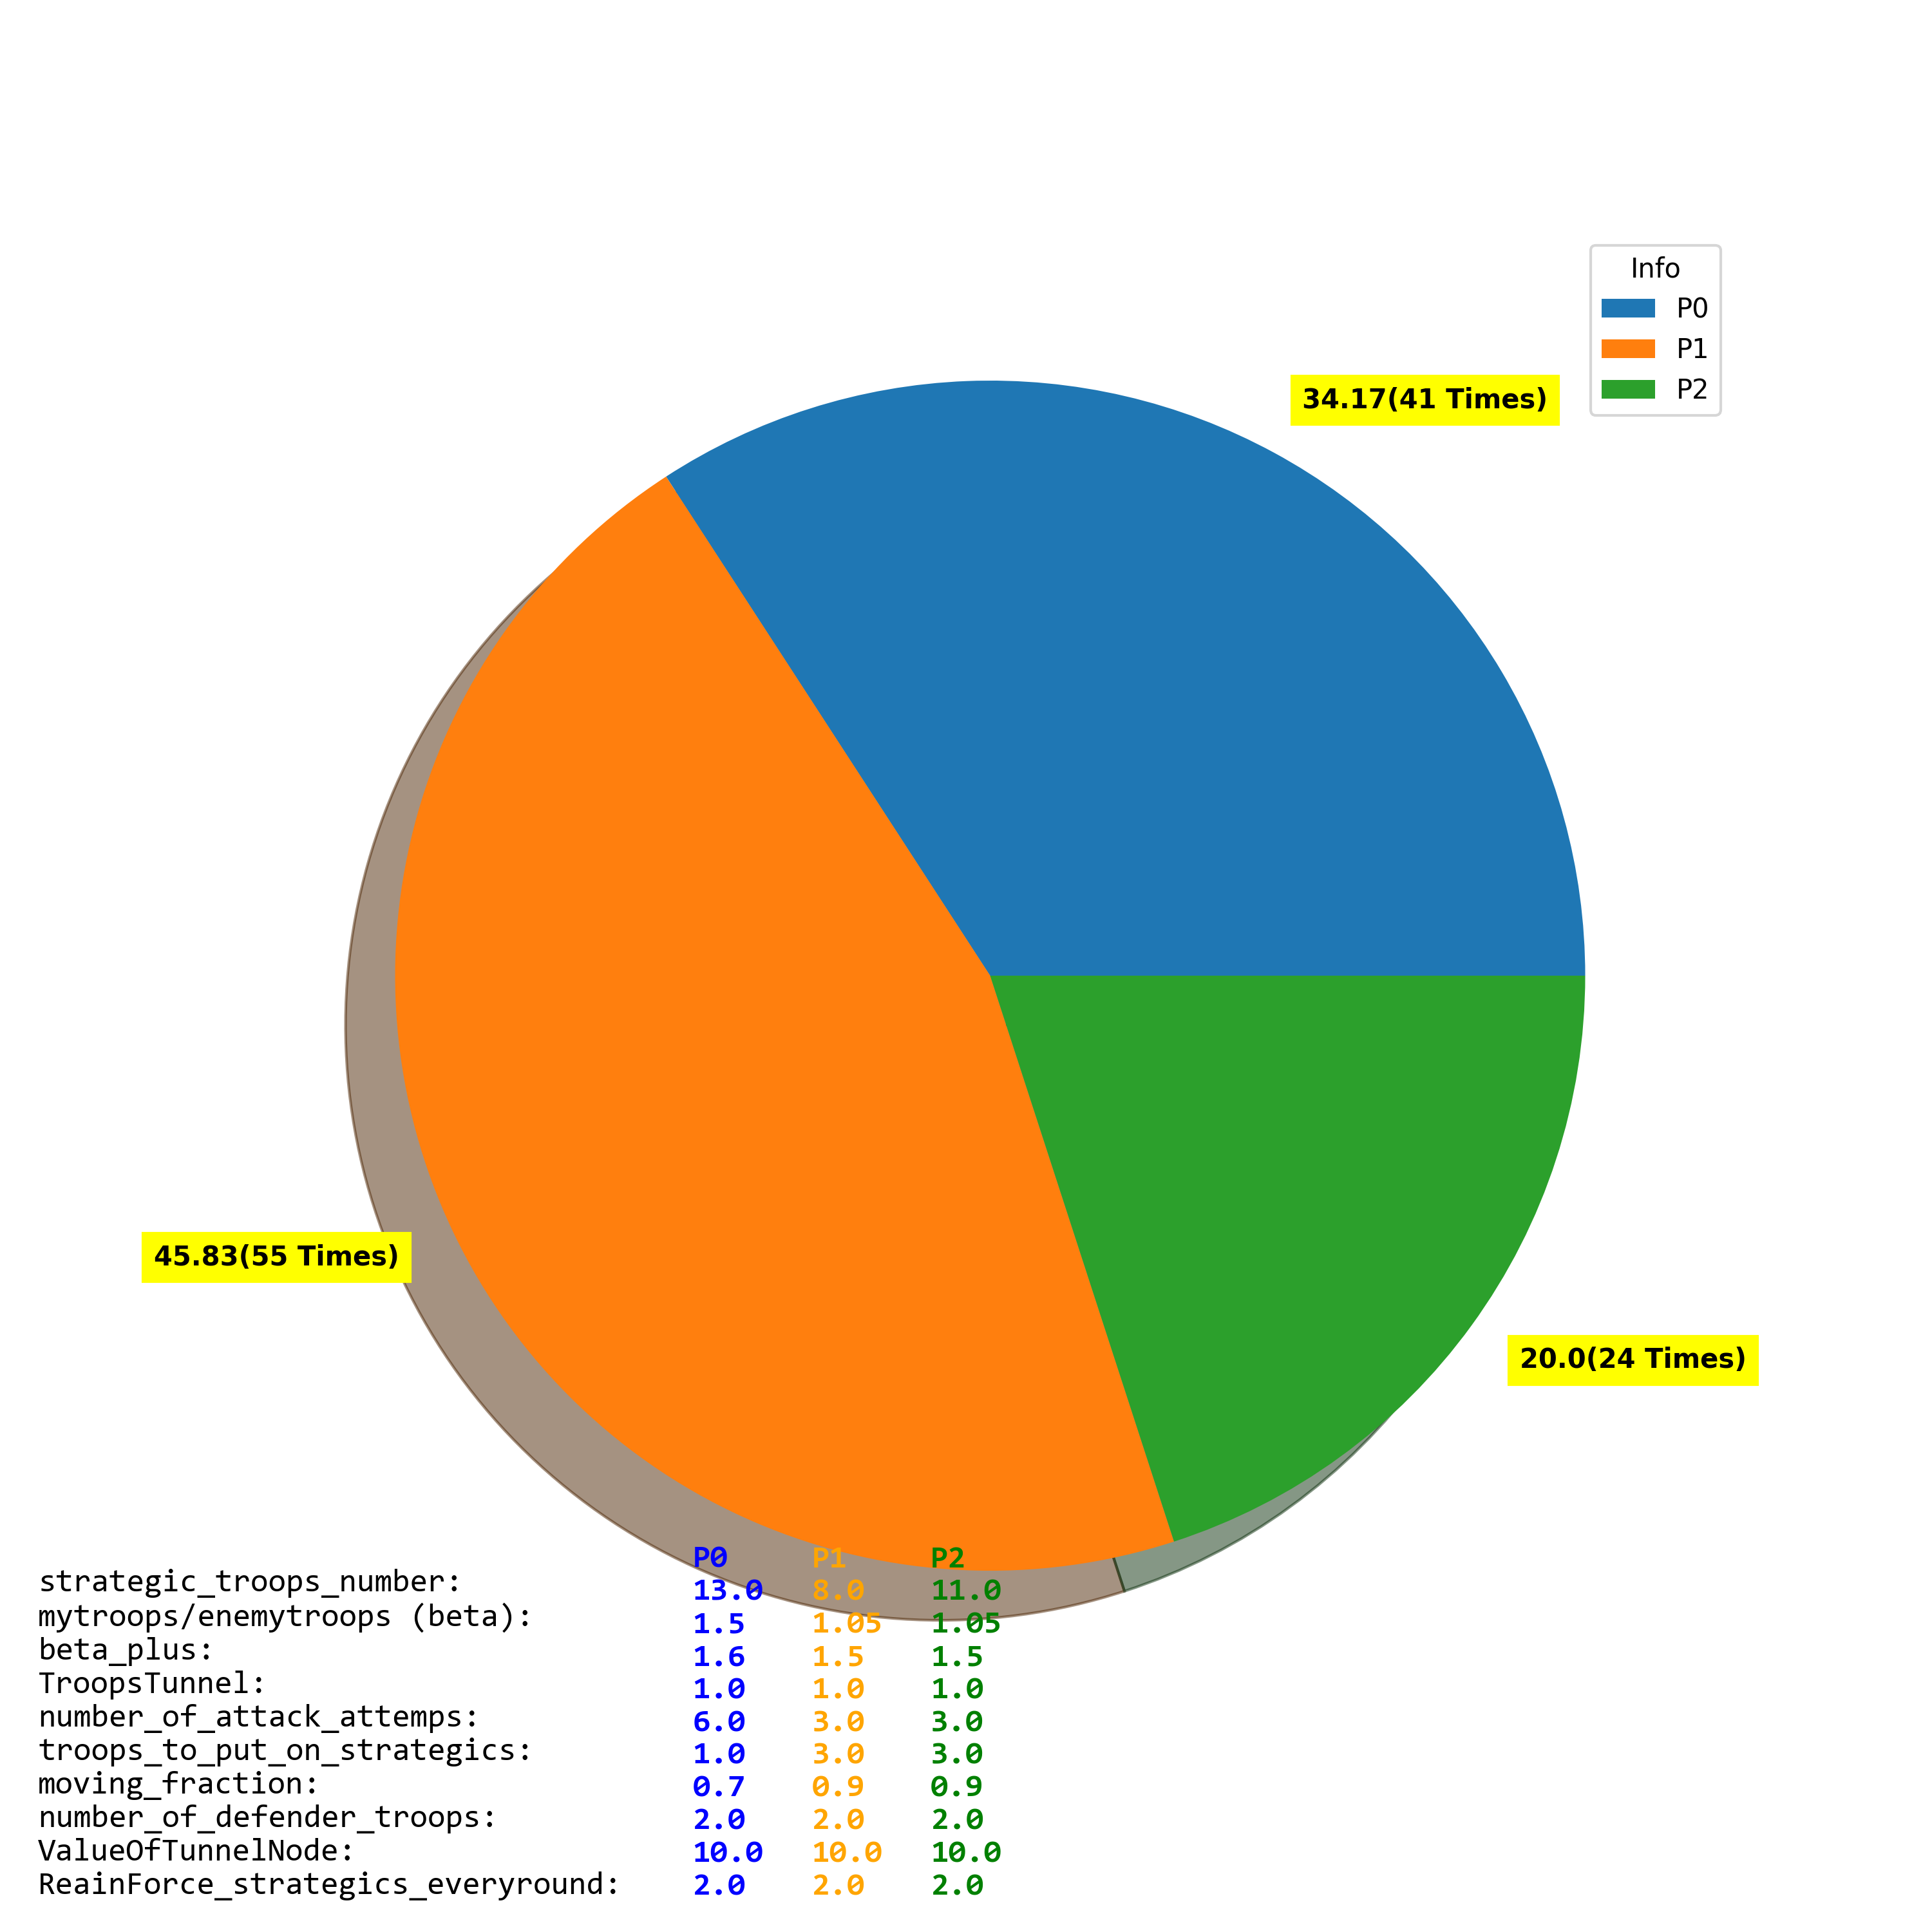 Info
P0
P1
P2
34.17(41 Times)
45.83(55 Times)
20.0(24 Times)
P0 P1 P2
strategic_troops_number: 13.0 8.0 11.0
mytroops/enemytroops (beta): 1.5 1.05 1.05
beta_plus: 1.6 1.5 1.5
TroopsTunnel: 1.0 1.0 1.0
number_of_attack_attemps: 6.0 3.0 3.0
troops_to_put_on_strategics: 1.0 3.0 3.0
moving_fraction: 0.7 0.9 0.9
number_of_defender_troops: 2.0 2.0 2.0
ValueOfTunnelNode: 10.0 10.0 10.0
ReainForce_strategics_everyround: 2.0 2.0 2.0